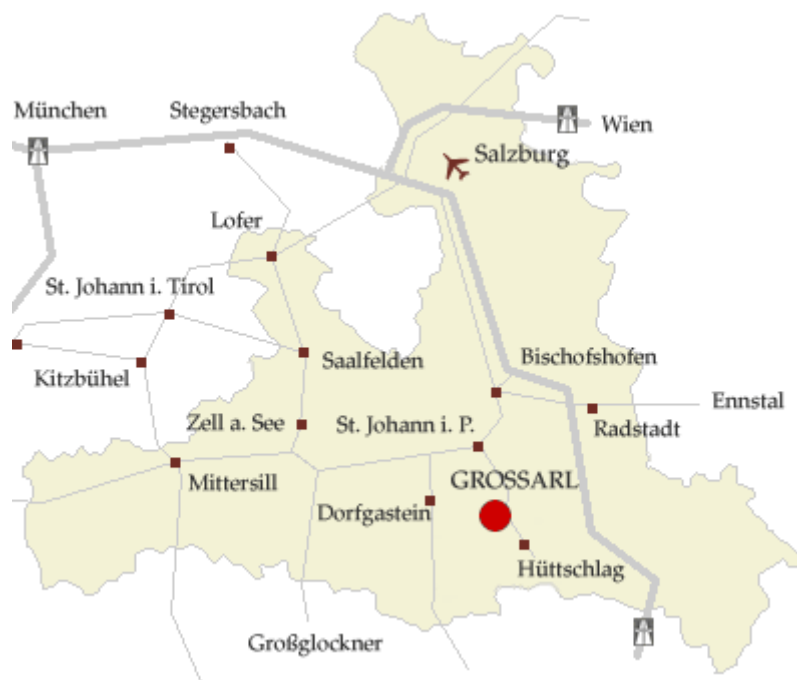 München
Stegersbach
Wien
Salzburg
Lofer
St. Johann i. Tirol
Bischofshofen
Saalfelden
Kitzbühel
Ennstal
Zell a. See
St. Johann i. P.
Radstadt
Mittersill
GROSSARL
Dorfgastein
Hüttschlag
Großglockner